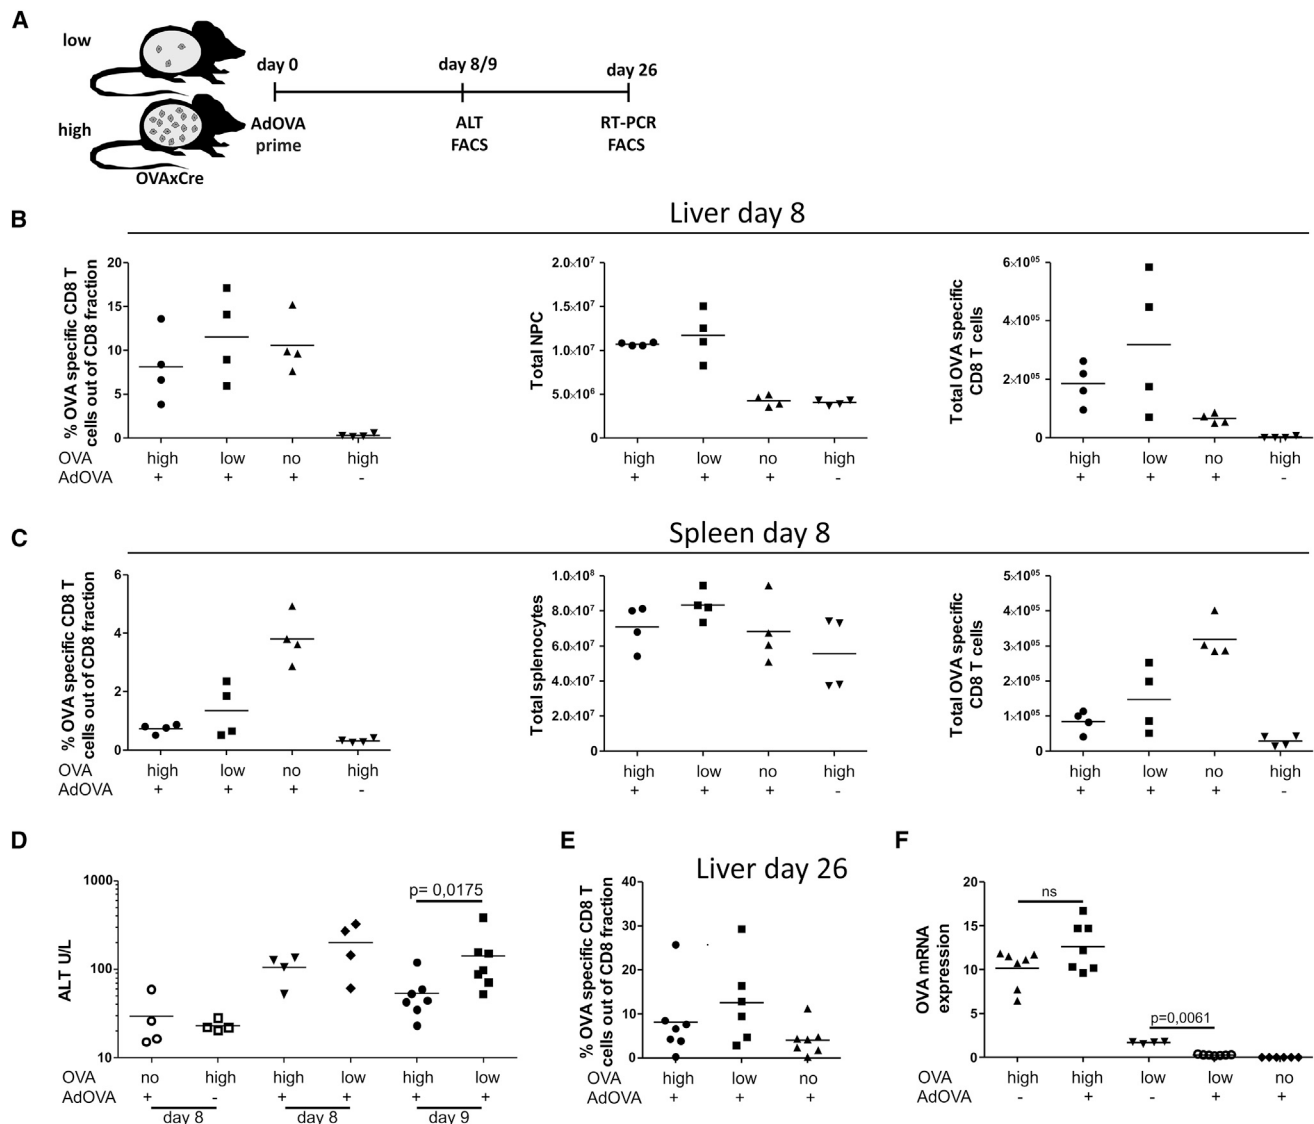 A
low
high
OVAxCre
day 0
day 8/9
day 26
AdOVA
prime
ALT
FACS
RT-PCR
FACS
B
Liver day 8
% OVA specific CD8 T
cells out of CD8 fraction
20
15
10
5
0
OVA high low no high
AdOVA + + + -
Total NPC
2.0×10⁷
1.5×10⁷
1.0×10⁷
5.0×10⁶
0
high low no high
+ + + -
Total OVA specific
CD8 T cells
6×10⁰⁵
4×10⁰⁵
2×10⁰⁵
0
high low no high
+ + + -
C
Spleen day 8
% OVA specific CD8 T
cells out of CD8 fraction
6
4
2
0
OVA high low no high
AdOVA + + + -
Total splenocytes
1.0×10⁸
8.0×10⁷
6.0×10⁷
4.0×10⁷
2.0×10⁷
0
high low no high
+ + + -
Total OVA specific
CD8 T cells
5×10⁰⁵
4×10⁰⁵
3×10⁰⁵
2×10⁰⁵
1×10⁰⁵
0
high low no high
+ + + -
D
ALT U/L
1000
100
10
p= 0,0175
OVA no high high low high low
AdOVA + - + + + +
day 8 day 8 day 9
E
Liver day 26
% OVA specific CD8 T
cells out of CD8 fraction
40
30
20
10
0
OVA high low no
AdOVA + + +
F
OVA mRNA
expression
20
15
10
5
0
ns
p=0,0061
OVA high high low low no
AdOVA - + - + +